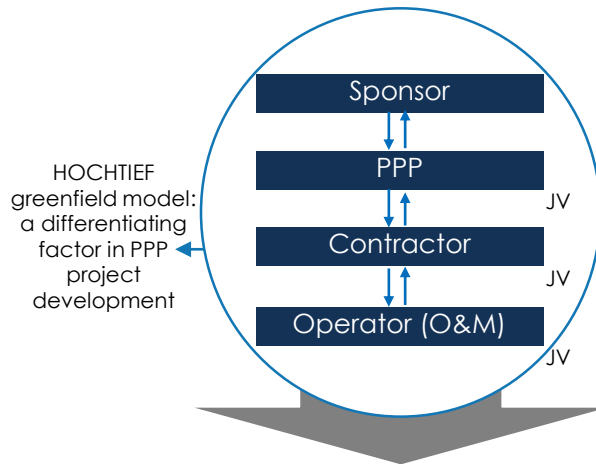 Sponsor
PPP
JV
Contractor
JV
Operator (O&M)
JV
HOCHTIEF
greenfield model:
a differentiating
factor in PPP
project
development